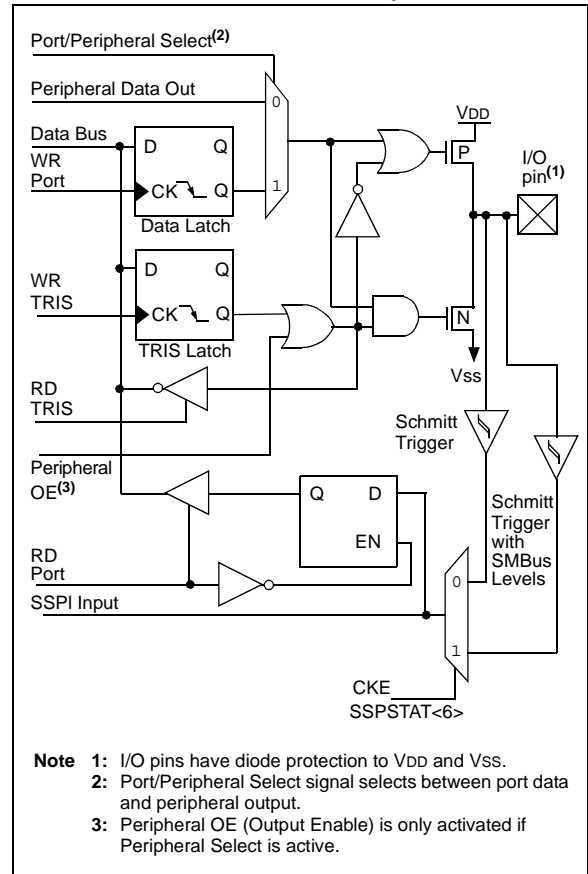 Port/Peripheral Select(2)
Peripheral Data Out
0
VDD
Data Bus
D Q
P
I/O
pin(1)
WR
Port
CK Q
1
Data Latch
D Q
WR
TRIS
CK Q
N
TRIS Latch
Vss
RD
TRIS
Schmitt
Trigger
Peripheral
OE(3)
Q D
EN
Schmitt
Trigger
with
SMBus
Levels
RD
Port
0
SSPI Input
1
CKE
SSPSTAT<6>
Note 1: I/O pins have diode protection to VDD and VSS.
2: Port/Peripheral Select signal selects between port data
and peripheral output.
3: Peripheral OE (Output Enable) is only activated if
Peripheral Select is active.